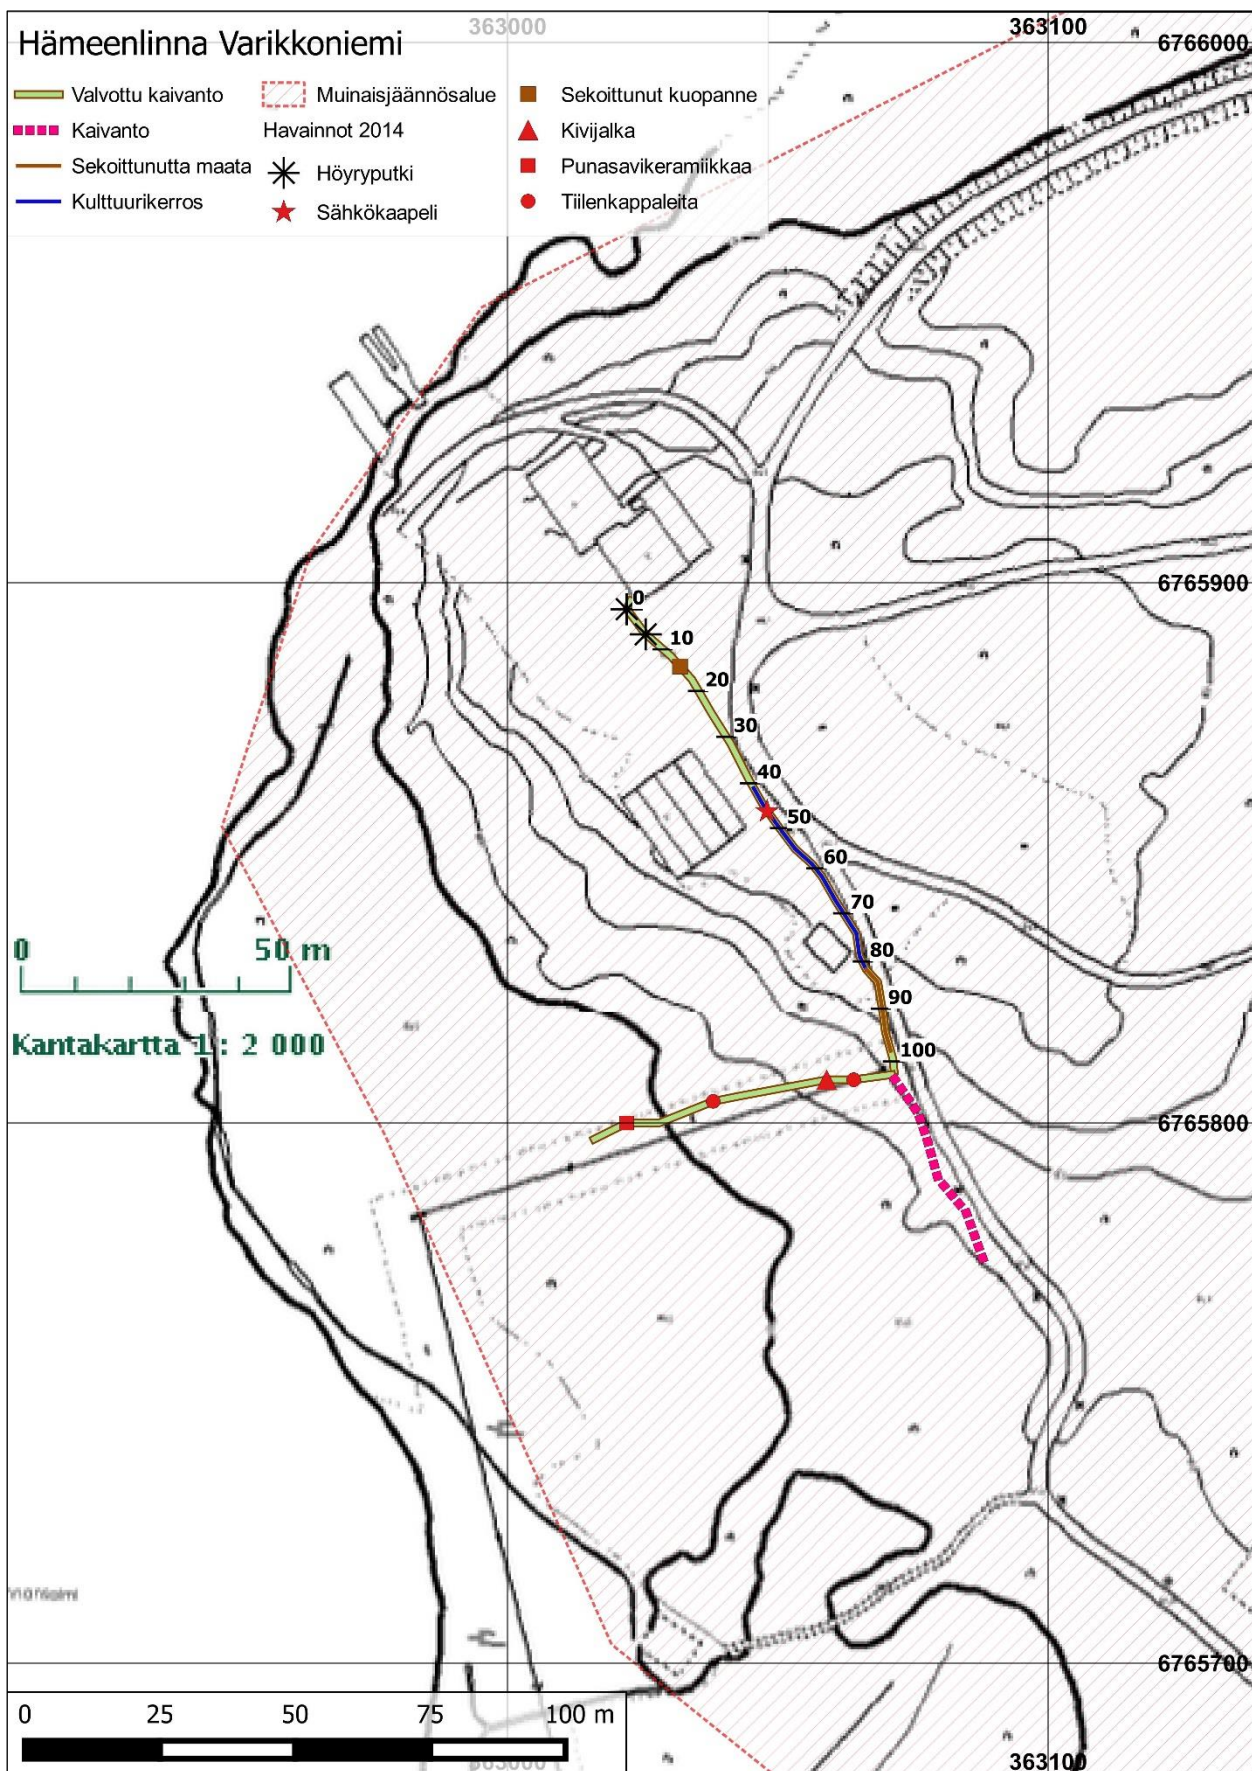 363000
363100
6766000
Hämeenlinna Varikkoniemi
Valvottu kaivanto
Kaivanto
Sekoittunutta maata
Kulttuurikerros
Muinaisjäännösalue
Havainnot 2014
Höyryputki
Sähkökaapeli
Sekoittunut kuopanne
Kivijalka
Punasavikeramiikkaa
Tiilenkappaleita
6765900
0
10
20
30
40
50
60
70
80
90
100
0 50 m
Kantakartta 1 : 2 000
6765800
6765700
0 25 50 75 100 m
363000
363100